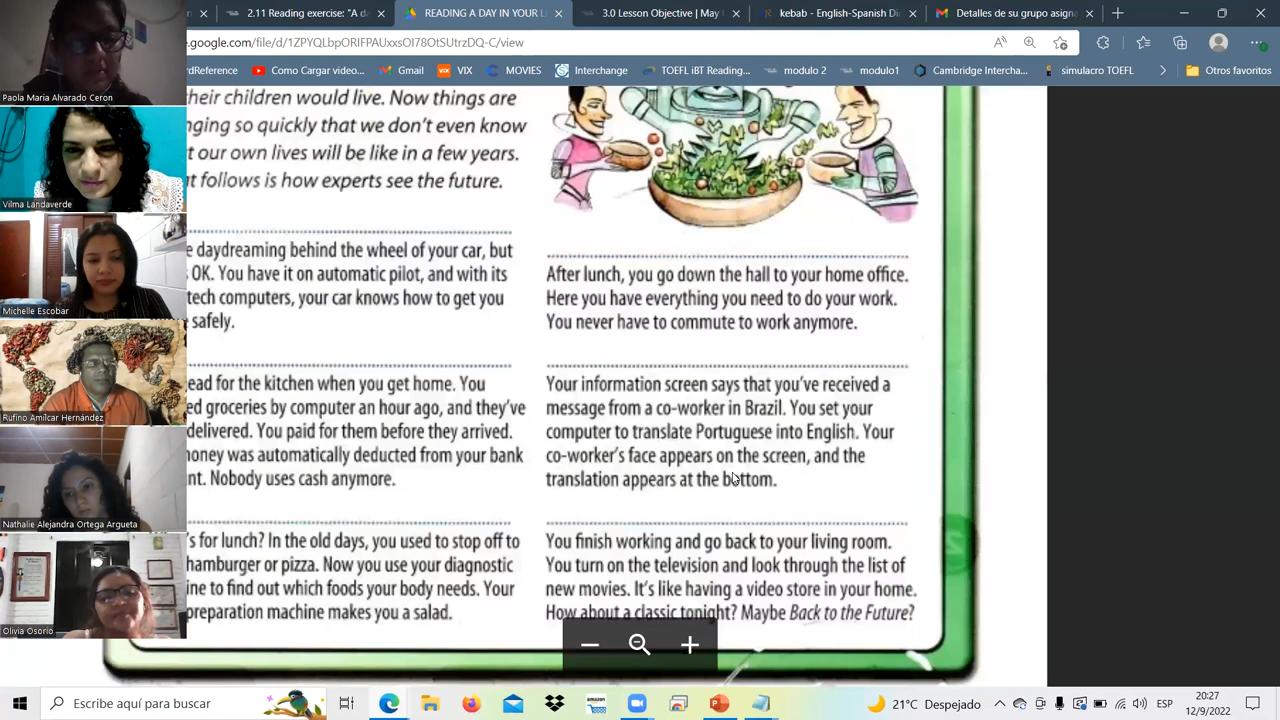 2.11 Reading exercise: "A d
READING A DAY IN YOUR L
3.0 Lesson Objective | May I
kebab - English-Spanish Di
Detalles de su grupo asign
.google.com/file/d/1ZPYQLbpORIFPAUxxsOI78OtSUtrzDQ-C/view
rdReference
Como Cargar video...
Gmail
VIX
MOVIES
Interchange
TOEFL iBT Reading...
modulo 2
modulo1
Cambridge Intercha...
simulacro TOEFL
Otros favoritos
Paola María Alvarado Ceron
Vilma Landaverde
Michelle Escobar
Rufino Amílcar Hernández
Nathalie Alejandra Ortega Argueta
Olivia Osorio
their children would live. Now things are
nging so quickly that we don't even know
t our own lives will be like in a few years.
at follows is how experts see the future.
e daydreaming behind the wheel of your car, but
s OK. You have it on automatic pilot, and with its
tech computers, your car knows how to get you
safely.
ead for the kitchen when you get home. You
ed groceries by computer an hour ago, and they've
delivered. You paid for them before they arrived.
money was automatically deducted from your bank
nt. Nobody uses cash anymore.
's for lunch? In the old days, you used to stop off to
hamburger or pizza. Now you use your diagnostic
ine to find out which foods your body needs. Your
preparation machine makes you a salad.
After lunch, you go down the hall to your home office.
Here you have everything you need to do your work.
You never have to commute to work anymore.
Your information screen says that you've received a
message from a co-worker in Brazil. You set your
computer to translate Portuguese into English. Your
co-worker's face appears on the screen, and the
translation appears at the bottom.
You finish working and go back to your living room.
You turn on the television and look through the list of
new movies. It's like having a video store in your home.
How about a classic tonight? Maybe Back to the Future?
Escribe aquí para buscar
21°C Despejado
ESP
20:27
12/9/2022